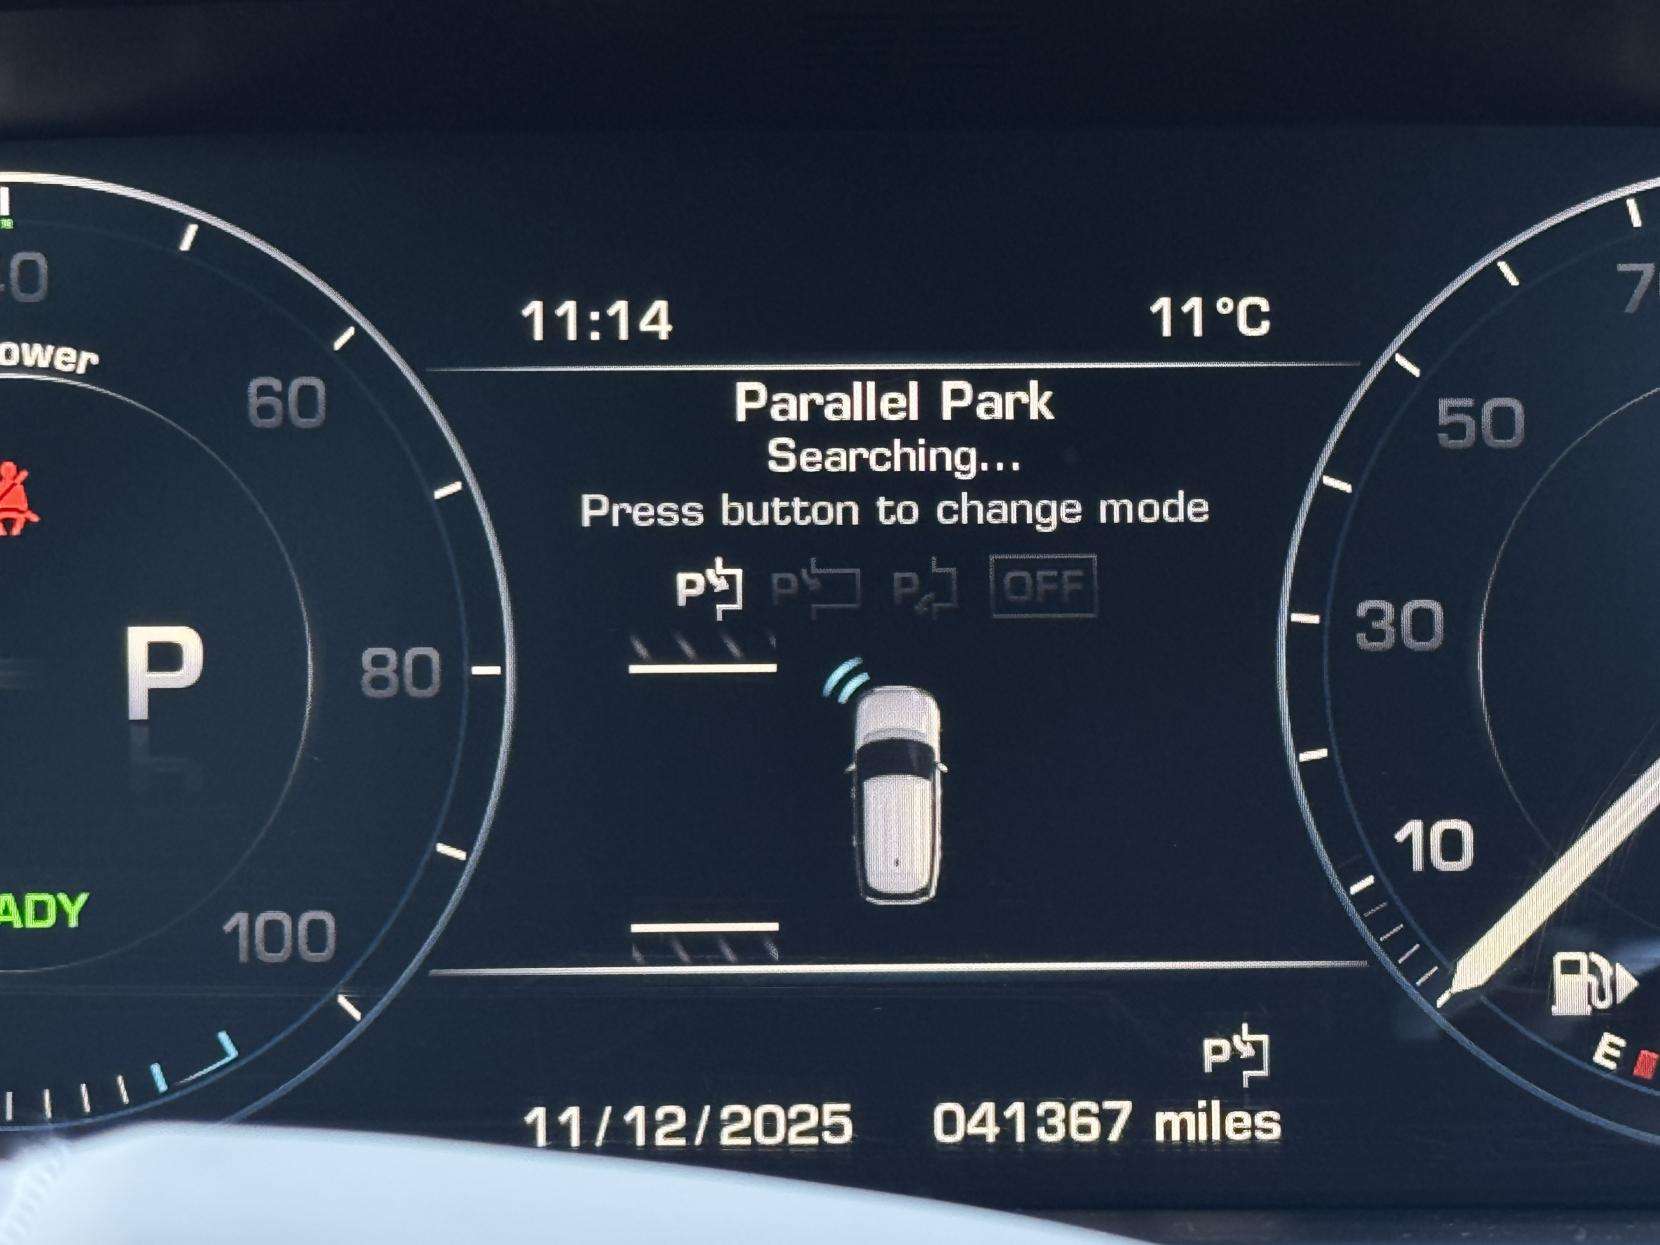 11:14 11°C
Parallel Park
Searching...
Press button to change mode
P P P OFF
60
80
100
P
50
30
10
E
11/12/2025 041367 miles